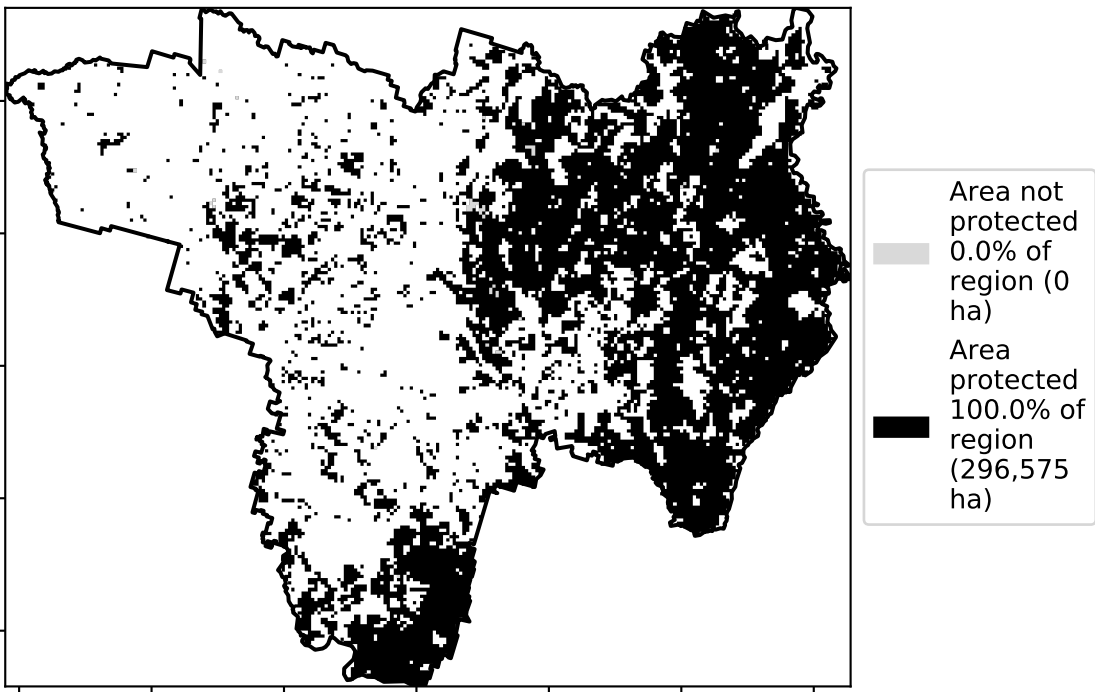 Area not
protected
0.0% of
region (0
ha)
Area
protected
100.0% of
region
(296,575
ha)